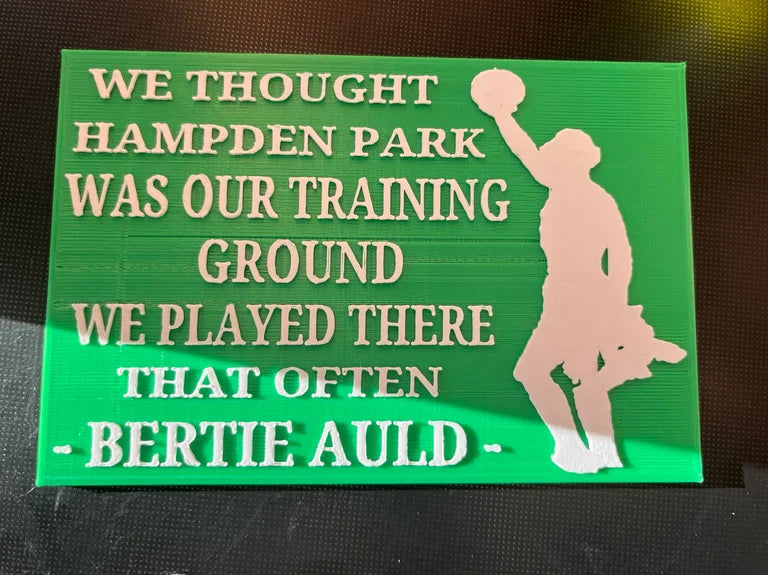 WE THOUGHT
HAMPDEN PARK
WAS OUR TRAINING
GROUND
WE PLAYED THERE
THAT OFTEN
- BERTIE AULD -